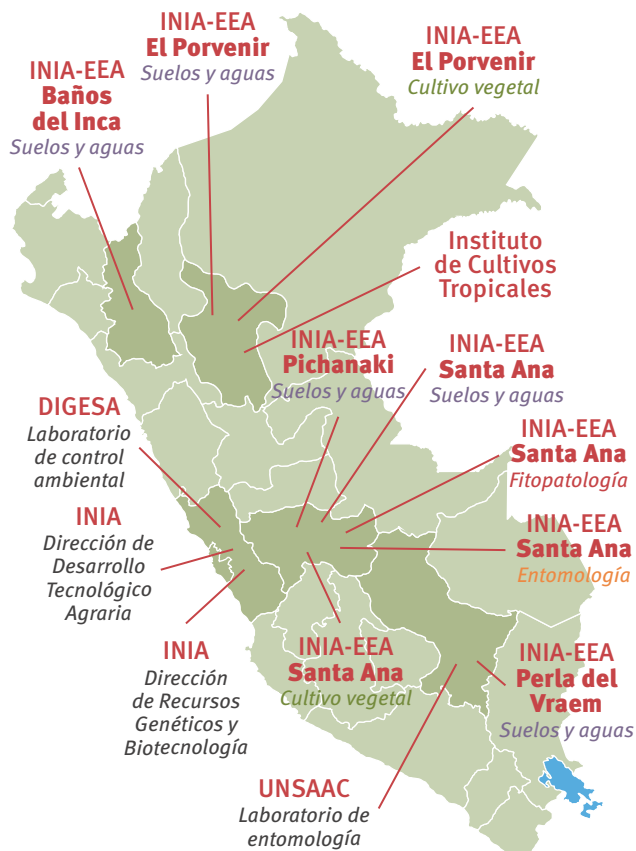 INIA-EEA
El Porvenir
Suelos y aguas
INIA-EEA
El Porvenir
Cultivo vegetal
INIA-EEA
Baños
del Inca
Suelos y aguas
Instituto
de Cultivos
Tropicales
INIA-EEA
Pichanaki
Suelos y aguas
INIA-EEA
Santa Ana
Suelos y aguas
DIGESA
Laboratorio
de control
ambiental
INIA-EEA
Santa Ana
Fitopatología
INIA
Dirección de
Desarrollo
Tecnológico
Agraria
INIA-EEA
Santa Ana
Entomología
INIA
Dirección
de Recursos
Genéticos y
Biotecnología
INIA-EEA
Santa Ana
Cultivo vegetal
INIA-EEA
Perla del
Vraem
Suelos y aguas
UNSAAC
Laboratorio de
entomología